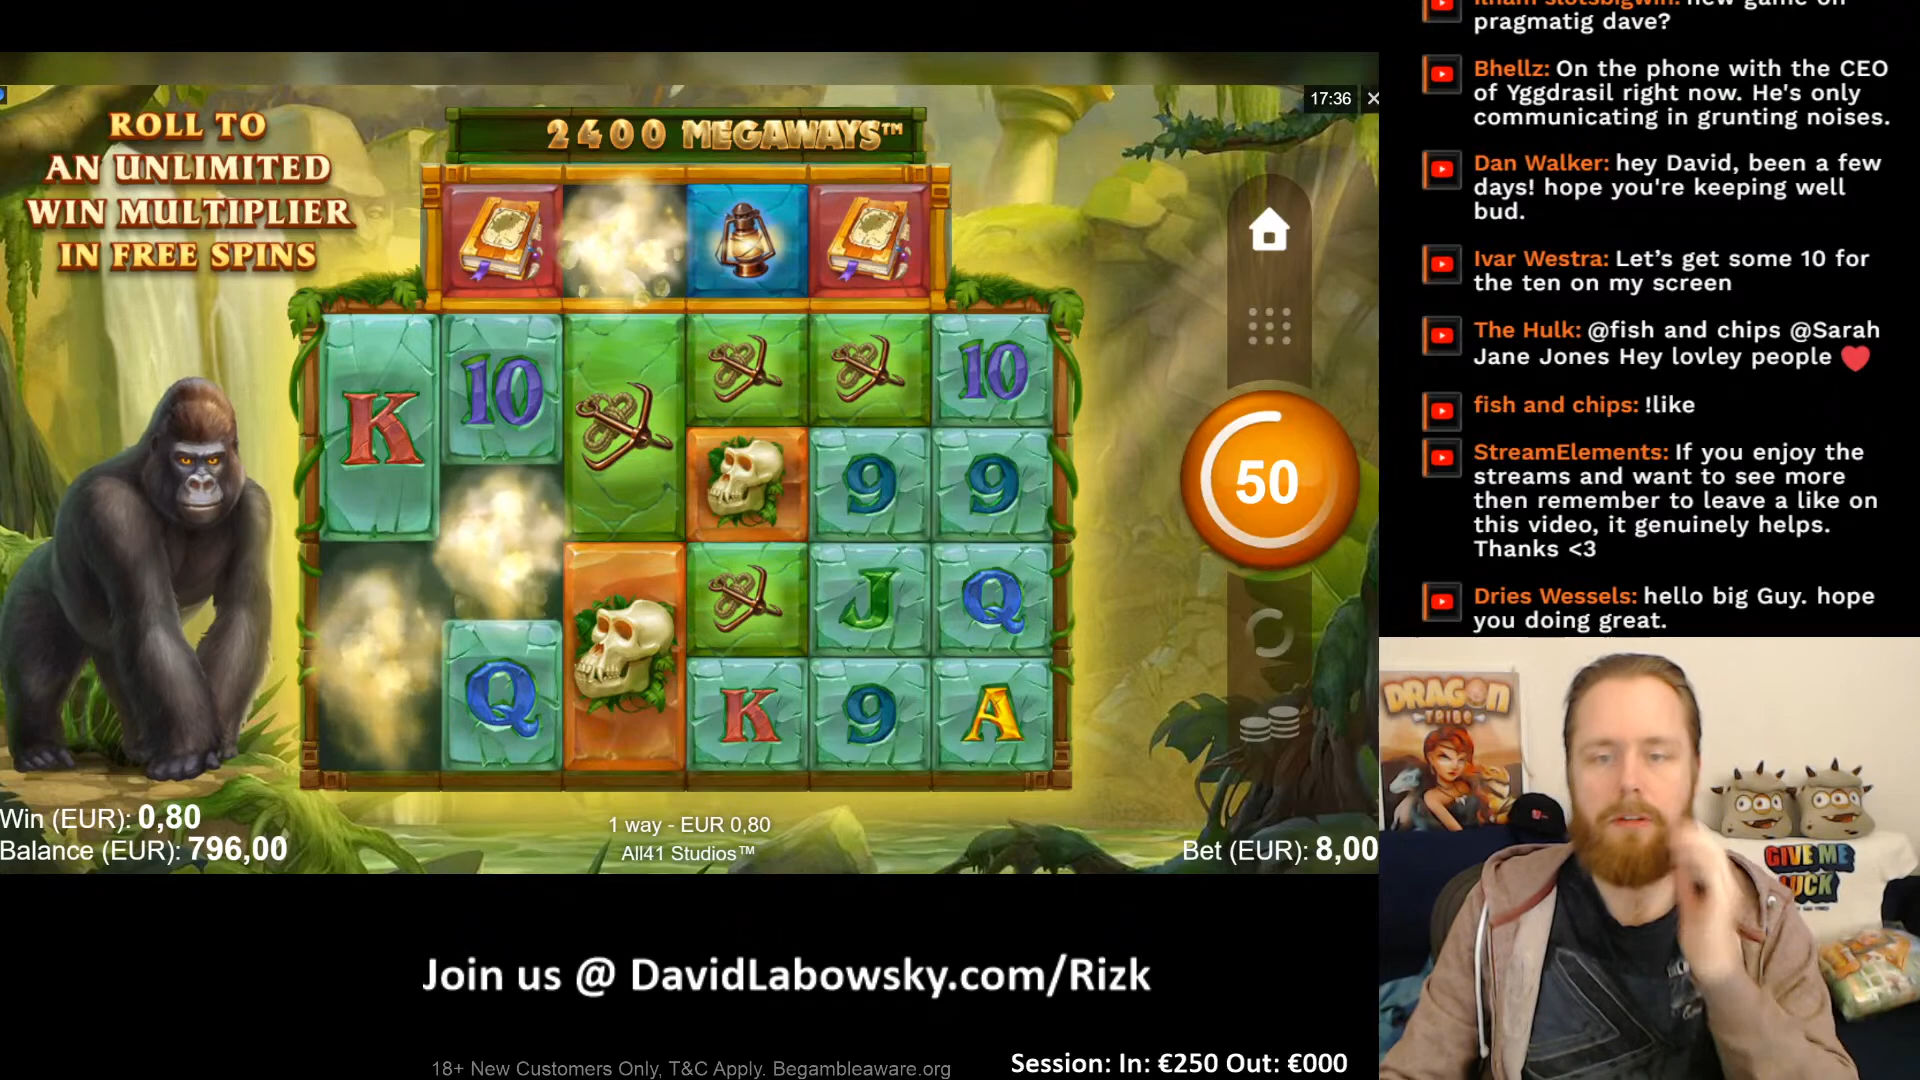 ROLL TO
AN UNLIMITED
WIN MULTIPLIER
IN FREE SPINS
2400 MEGAWAYS™
17:36
K
10
10
9
9
Q
J
Q
K
9
A
50
Win (EUR): 0,80
Balance (EUR): 796,00
1 way - EUR 0,80
All41 Studios™
Bet (EUR): 8,00
Join us @ DavidLabowsky.com/Rizk
18+ New Customers Only, T&C Apply. Begambleaware.org
Session: In: €250 Out: €000
pragmatig dave?
Bhellz: On the phone with the CEO
of Yggdrasil right now. He's only
communicating in grunting noises.
Dan Walker: hey David, been a few
days! hope you're keeping well
bud.
Ivar Westra: Let’s get some 10 for
the ten on my screen
The Hulk: @fish and chips @Sarah
Jane Jones Hey lovley people ❤
fish and chips: !like
StreamElements: If you enjoy the
streams and want to see more
then remember to leave a like on
this video, it genuinely helps.
Thanks <3
Dries Wessels: hello big Guy. hope
you doing great.
DRAGON
TRIBE
GIVE ME
LUCK